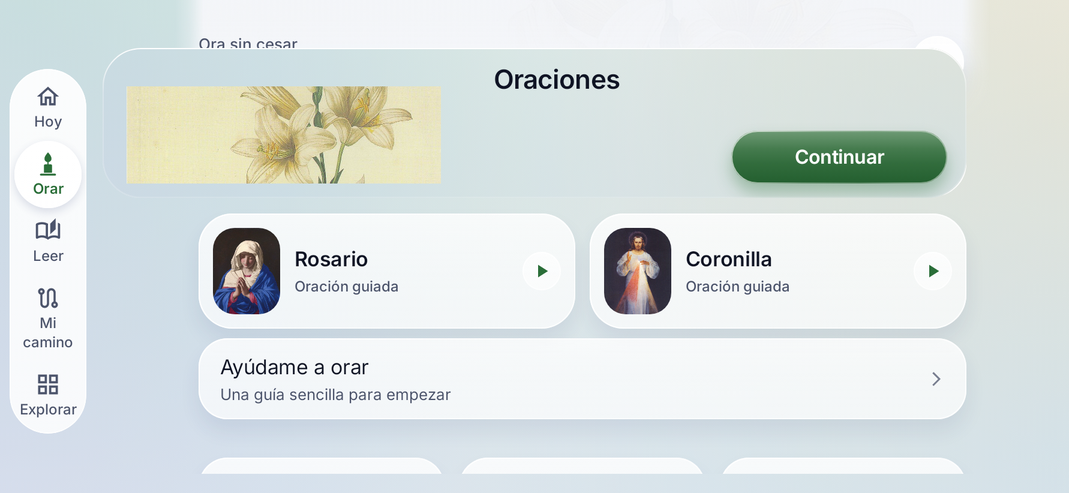 Ora sin cesar
Oraciones
Continuar
Hoy
Orar
Leer
Mi
camino
Explorar
Rosario
Oración guiada
Coronilla
Oración guiada
Ayúdame a orar
Una guía sencilla para empezar